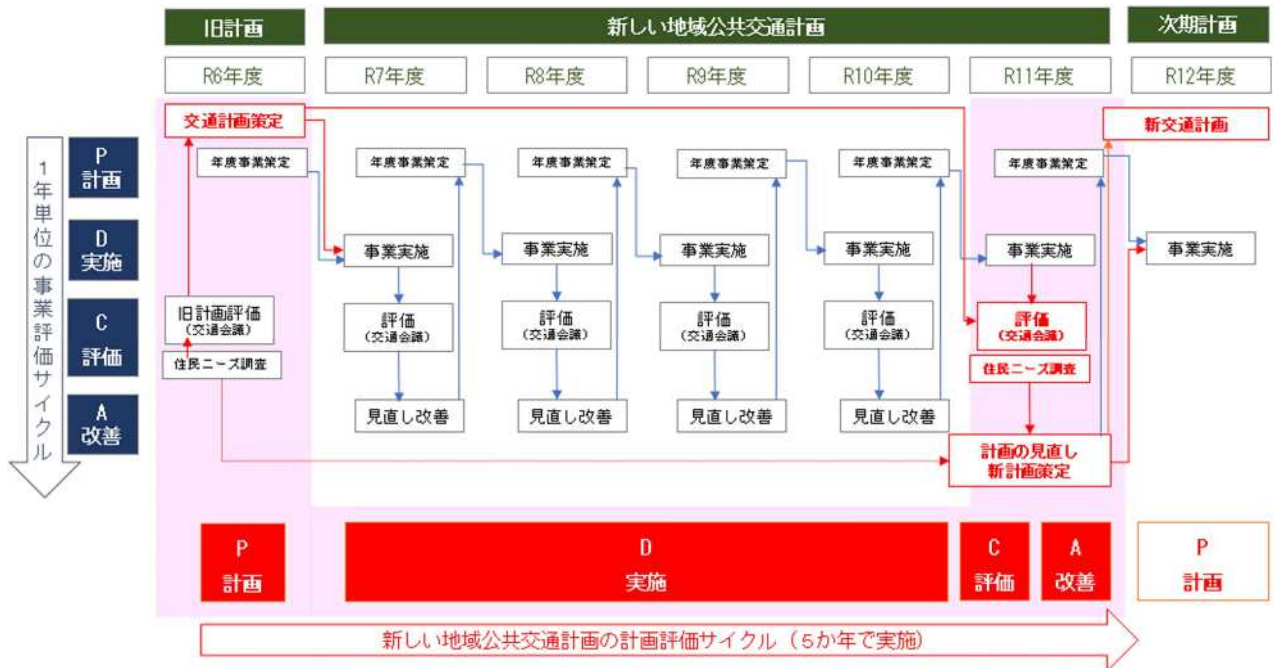 旧計画
新しい地域公共交通計画
次期計画
R6年度
R7年度
R8年度
R9年度
R10年度
R11年度
R12年度
1年単位の事業評価サイクル
P
計画
D
実施
C
評価
A
改善
交通計画策定
新交通計画
年度事業策定
年度事業策定
年度事業策定
年度事業策定
年度事業策定
年度事業策定
事業実施
事業実施
事業実施
事業実施
事業実施
事業実施
旧計画評価
(交通会議)
評価
(交通会議)
評価
(交通会議)
評価
(交通会議)
評価
(交通会議)
評価
(交通会議)
住民ニーズ調査
住民ニーズ調査
見直し改善
見直し改善
見直し改善
見直し改善
計画の見直し
新計画策定
P
計画
D
実施
C
評価
A
改善
P
計画
新しい地域公共交通計画の計画評価サイクル（5か年で実施）